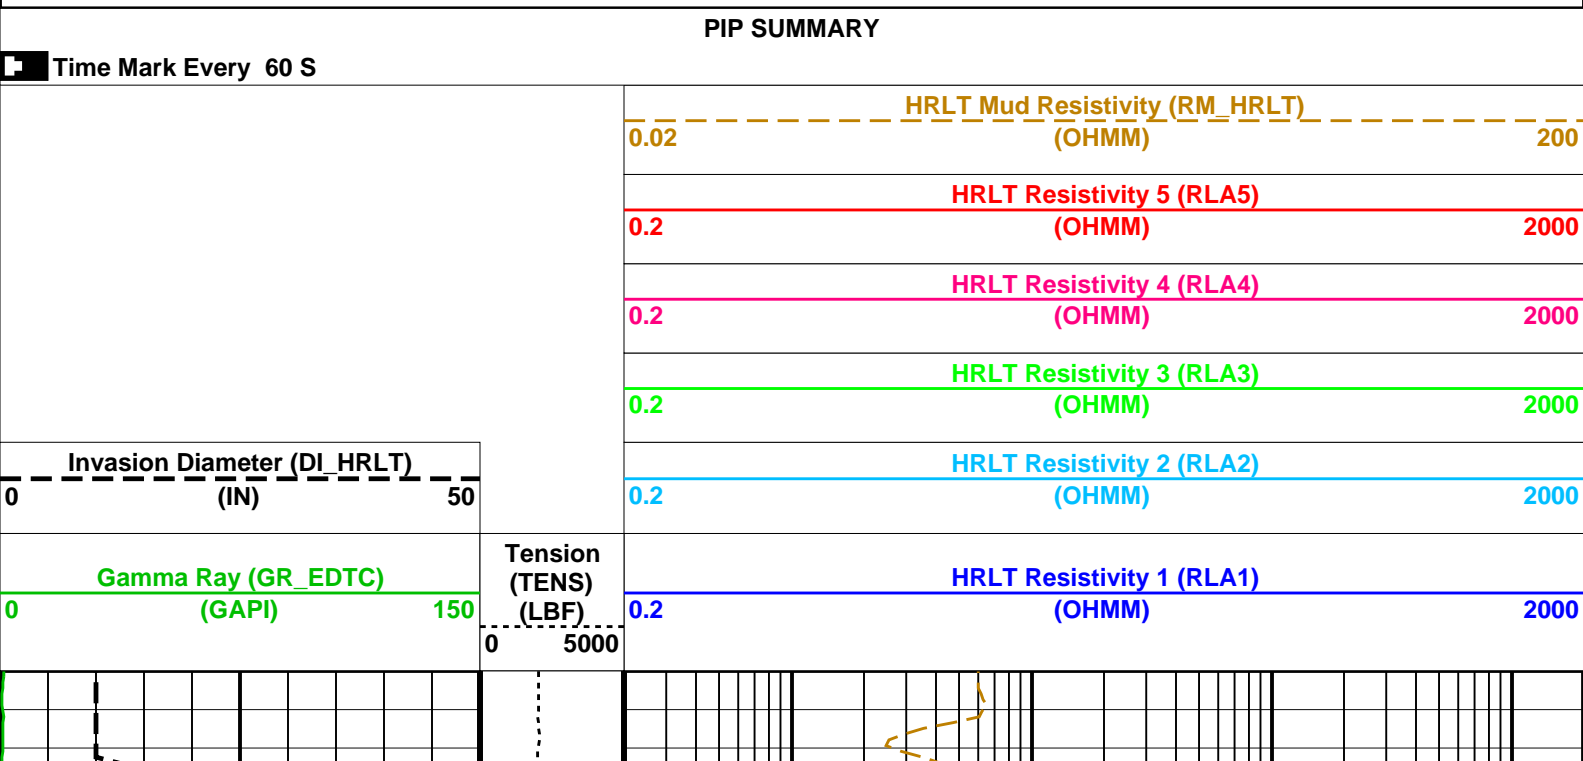 PIP SUMMARY
Time Mark Every 60 S
HRLT Mud Resistivity (RM_HRLT)
0.02 (OHMM) 200
HRLT Resistivity 5 (RLA5)
0.2 (OHMM) 2000
HRLT Resistivity 4 (RLA4)
0.2 (OHMM) 2000
HRLT Resistivity 3 (RLA3)
0.2 (OHMM) 2000
Invasion Diameter (DI_HRLT)
0 (IN) 50
HRLT Resistivity 2 (RLA2)
0.2 (OHMM) 2000
Gamma Ray (GR_EDTC)
0 (GAPI) 150
Tension
(TENS)
(LBF)
0 5000
HRLT Resistivity 1 (RLA1)
0.2 (OHMM) 2000